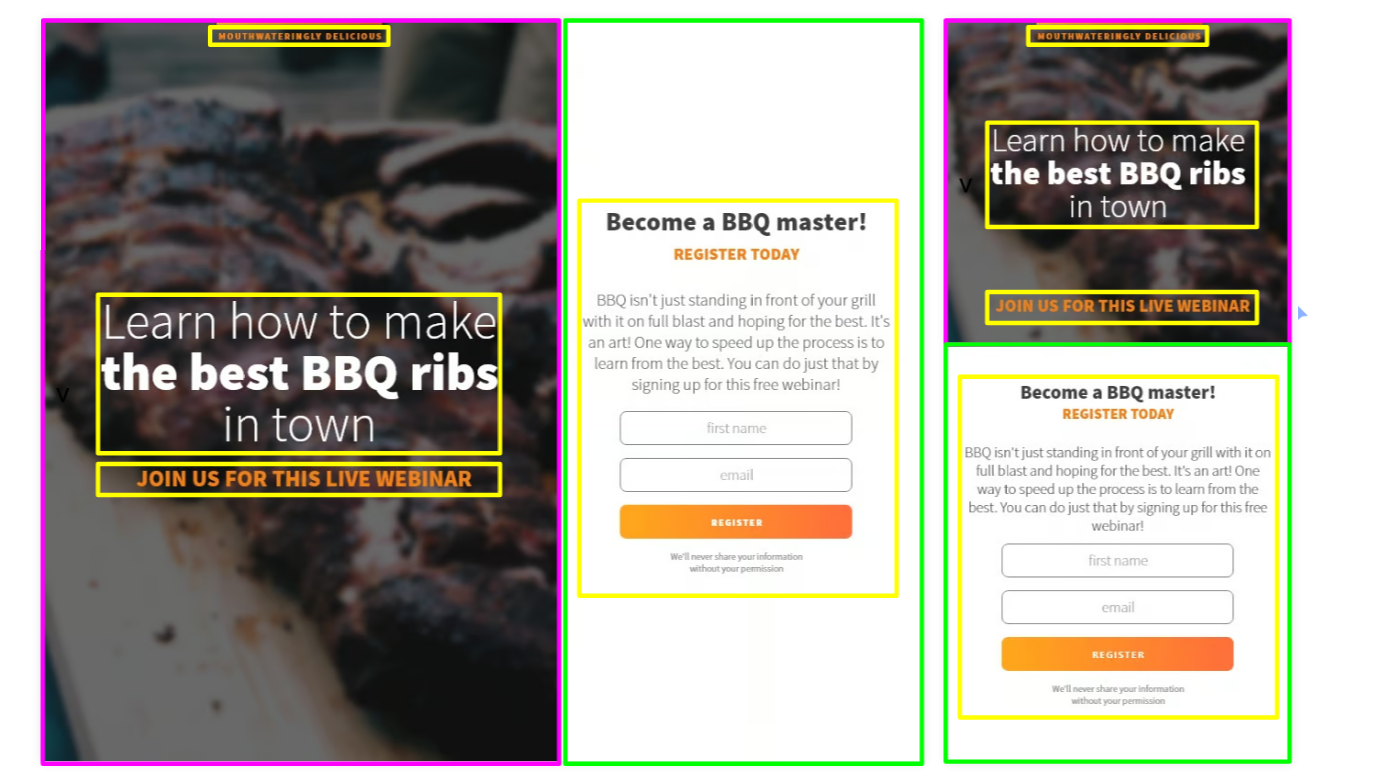 MOUTHWATERINGLY DELICIOUS
Learn how to make
the best BBQ ribs
in town
JOIN US FOR THIS LIVE WEBINAR
V
Become a BBQ master!
REGISTER TODAY
BBQ isn't just standing in front of your grill
with it on full blast and hoping for the best. It's
an art! One way to speed up the process is to
learn from the best. You can do just that by
signing up for this free webinar!
first name
email
REGISTER
We'll never share your information
without your permission
MOUTHWATERINGLY DELICIOUS
Learn how to make
the best BBQ ribs
in town
V
JOIN US FOR THIS LIVE WEBINAR
Become a BBQ master!
REGISTER TODAY
BBQ isn't just standing in front of your grill with it on
full blast and hoping for the best. It's an art! One
way to speed up the process is to learn from the
best. You can do just that by signing up for this free
webinar!
first name
email
REGISTER
We'll never share your information
without your permission